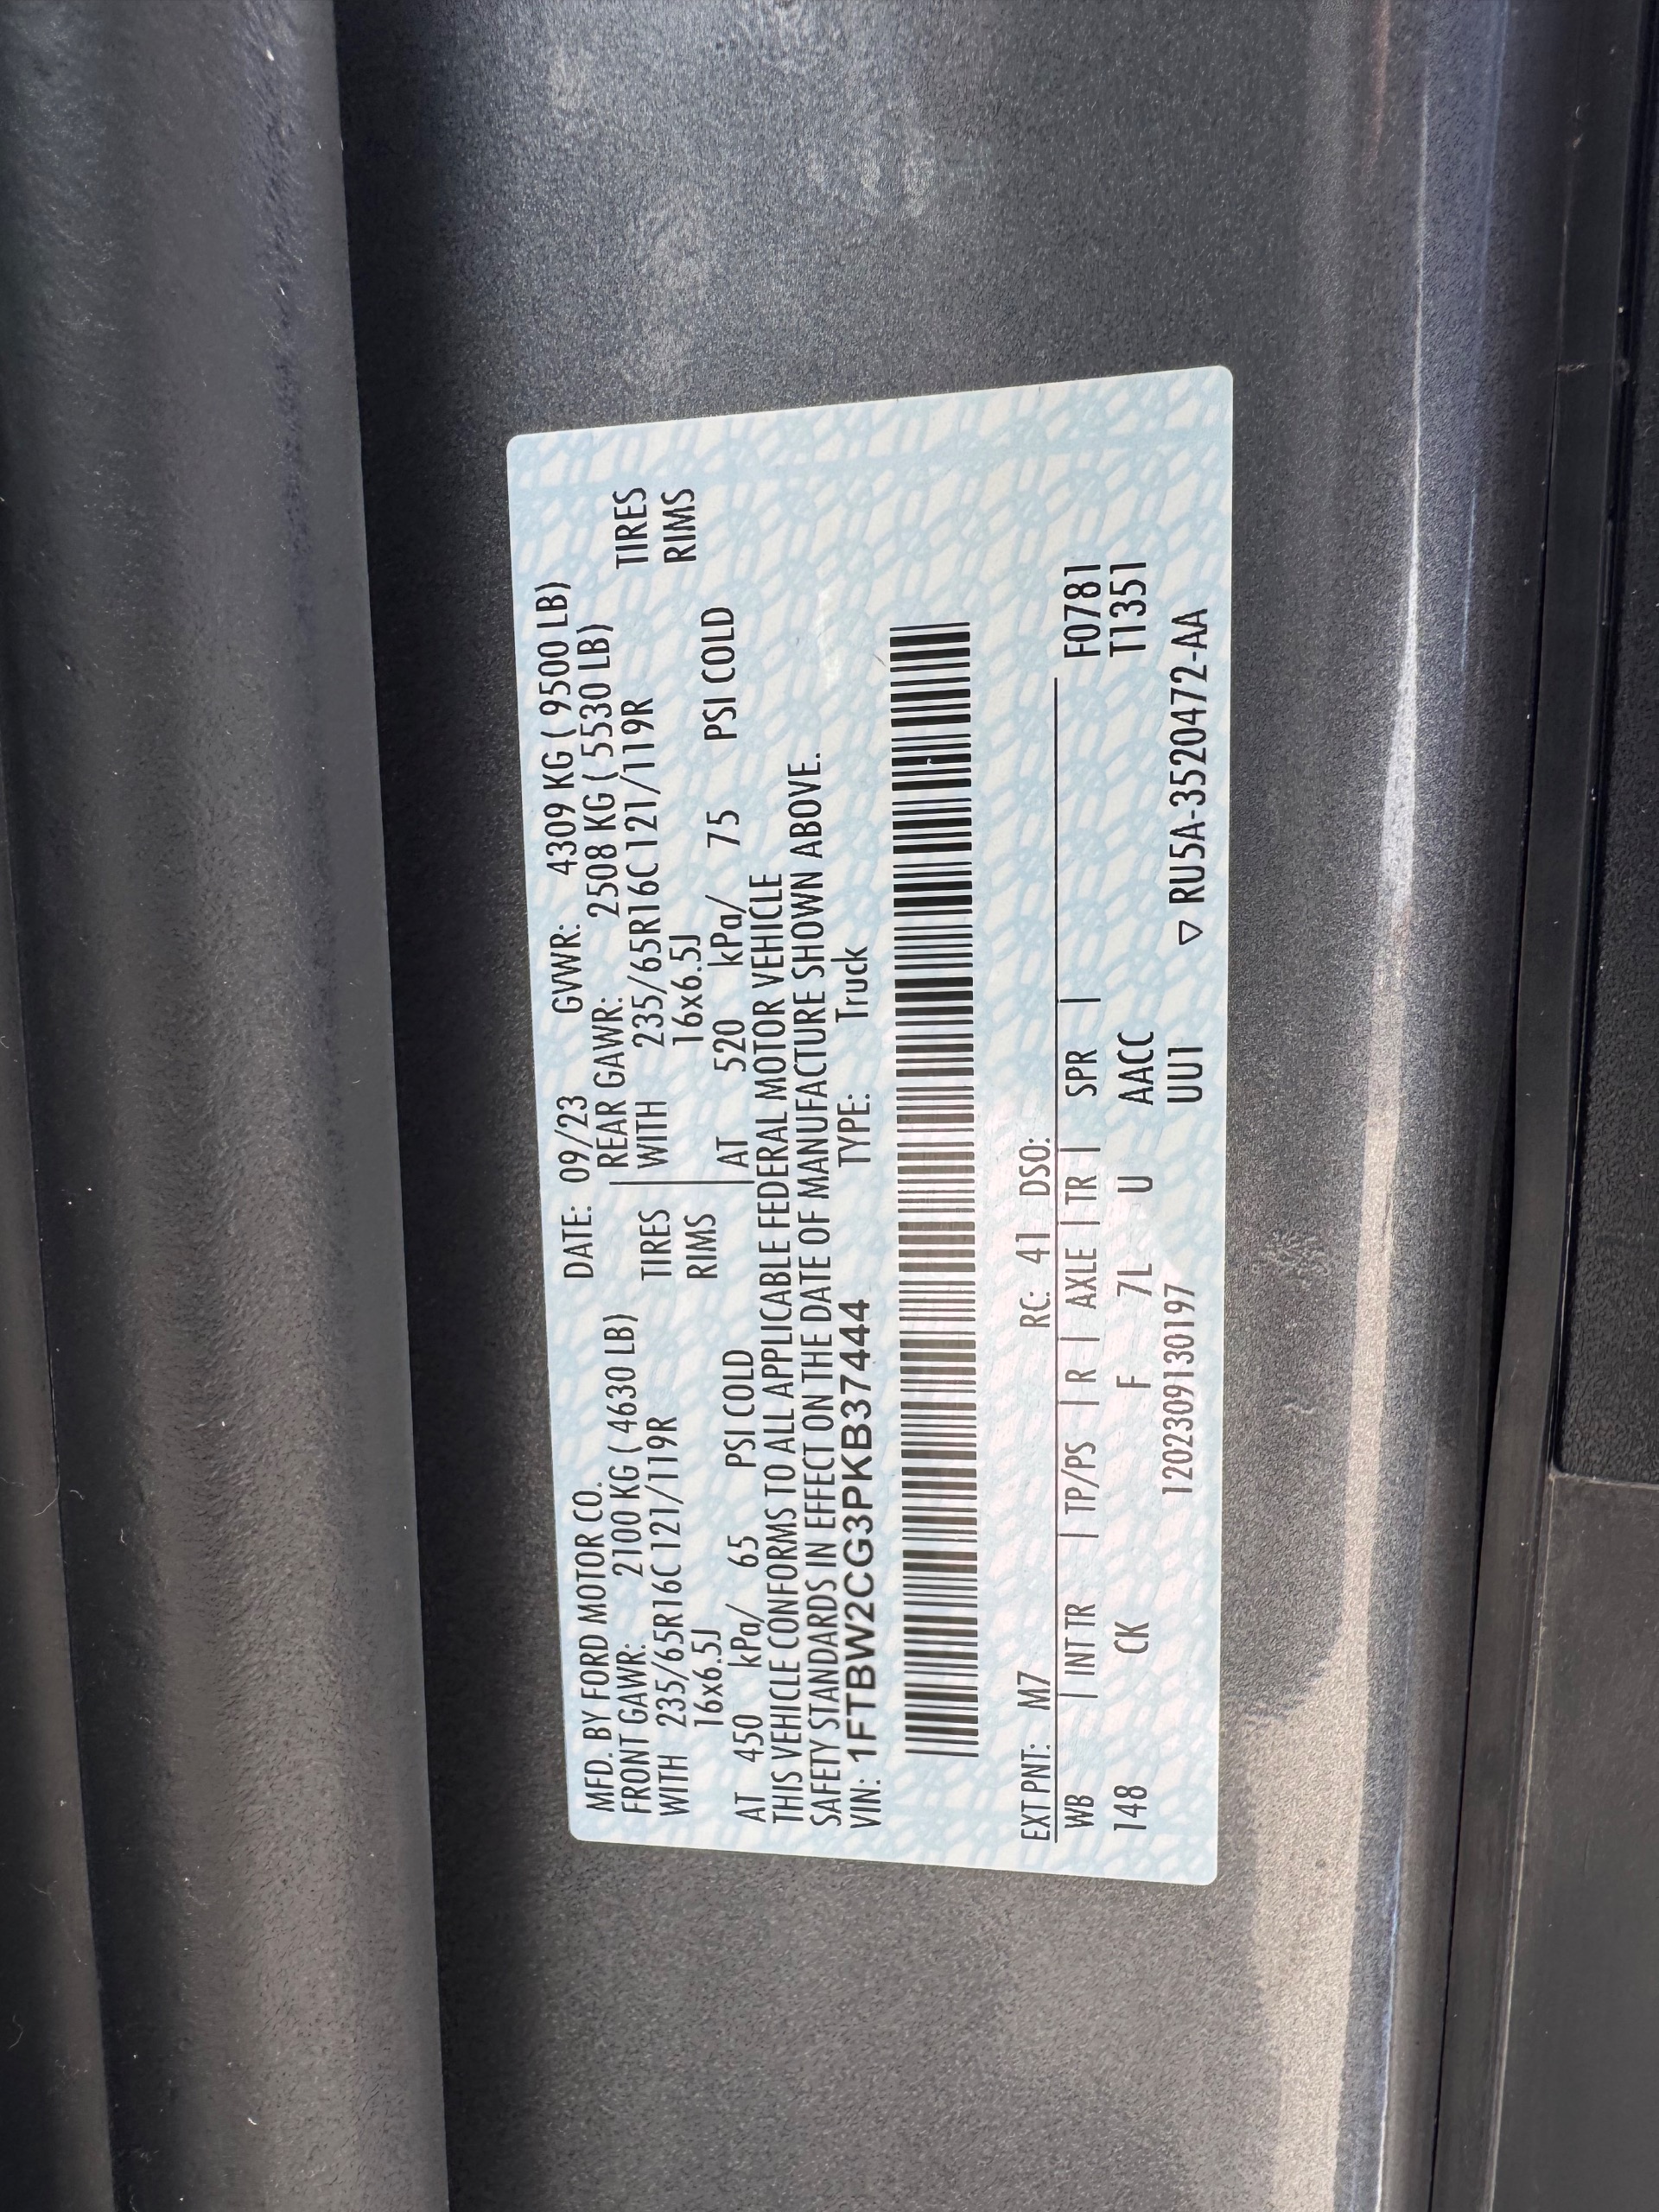 MFD. BY FORD MOTOR CO. DATE: 09/23 GVWR: 4309 KG ( 9500 LB)
FRONT GAWR: 2100 KG ( 4630 LB) REAR GAWR: 2508 KG ( 5530 LB)
WITH 235/65R16C 121/119R TIRES WITH 235/65R16C 121/119R TIRES
16x6.5J RIMS 16x6.5J RIMS
AT 450 kPa/ 65 PSI COLD AT 520 kPa/ 75 PSI COLD
THIS VEHICLE CONFORMS TO ALL APPLICABLE FEDERAL MOTOR VEHICLE
SAFETY STANDARDS IN EFFECT ON THE DATE OF MANUFACTURE SHOWN ABOVE.
VIN: 1FTBW2CG3PKB37444 TYPE: Truck
EXT PNT: M7 RC: 41 DSO:
WB | INT TR | TP/PS | R | AXLE | TR | SPR | F0781
148 CK F 7L U AACC T1351
1202309130197 UU1 ▽ RU5A-3520472-AA